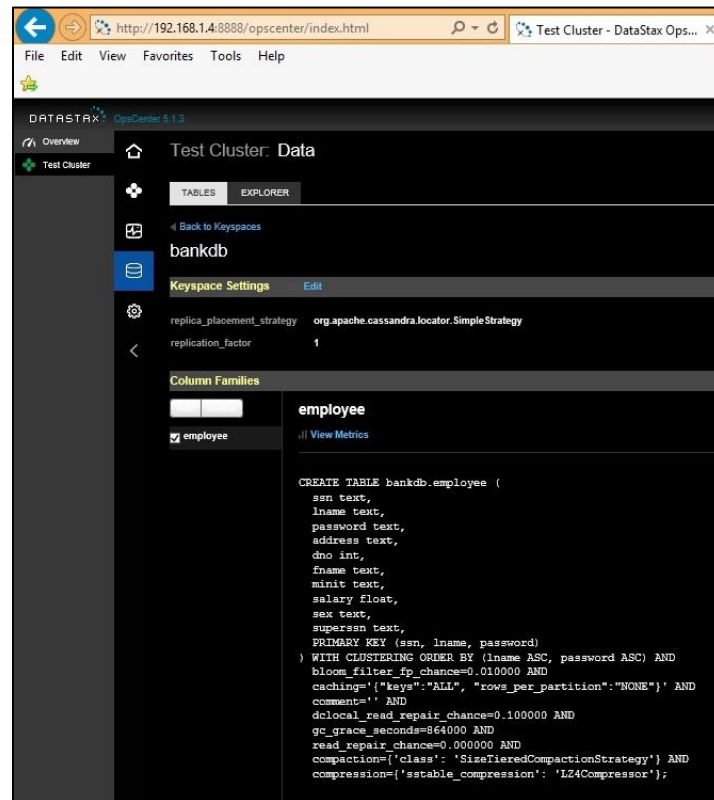 http://192.168.1.4:8888/opscenter/index.html
Test Cluster - DataStax Ops...
File Edit View Favorites Tools Help
DATASTAX OpsCenter 5.1.3
Overview
Test Cluster
Test Cluster: Data
TABLES EXPLORER
Back to Keyspaces
bankdb
Keyspace Settings Edit
replica_placement_strategy org.apache.cassandra.locator.SimpleStrategy
replication_factor 1
Column Families
employee
employee
View Metrics
CREATE TABLE bankdb.employee (
ssn text,
lname text,
password text,
address text,
dno int,
fname text,
minit text,
salary float,
sex text,
superssn text,
PRIMARY KEY (ssn, lname, password)
) WITH CLUSTERING ORDER BY (lname ASC, password ASC) AND
bloom_filter_fp_chance=0.010000 AND
caching='{"keys":"ALL", "rows_per_partition":"NONE"}' AND
comment='' AND
dclocal_read_repair_chance=0.100000 AND
gc_grace_seconds=864000 AND
read_repair_chance=0.000000 AND
compaction={'class': 'SizeTieredCompactionStrategy'} AND
compression={'sstable_compression': 'LZ4Compressor'};